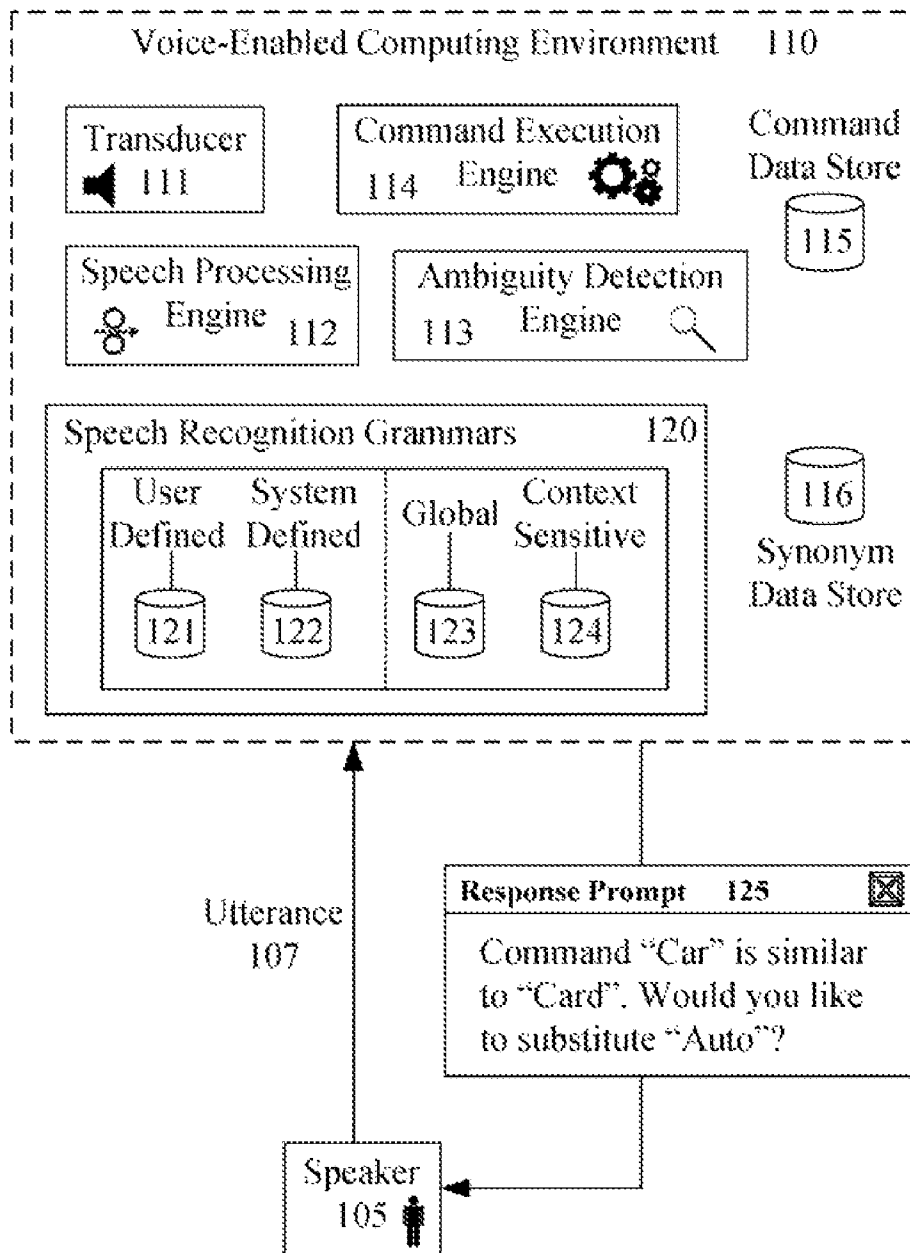 Voice-Enabled Computing Environment 110
Transducer
111
Command Execution
Engine
114
Command
Data Store
115
Speech Processing
Engine
112
Ambiguity Detection
Engine
113
Speech Recognition Grammars 120
User
Defined
System
Defined
Global
Context
Sensitive
121
122
123
124
116
Synonym
Data Store
Utterance
107
Response Prompt 125
Command “Car” is similar
to “Card”. Would you like
to substitute “Auto”?
Speaker
105